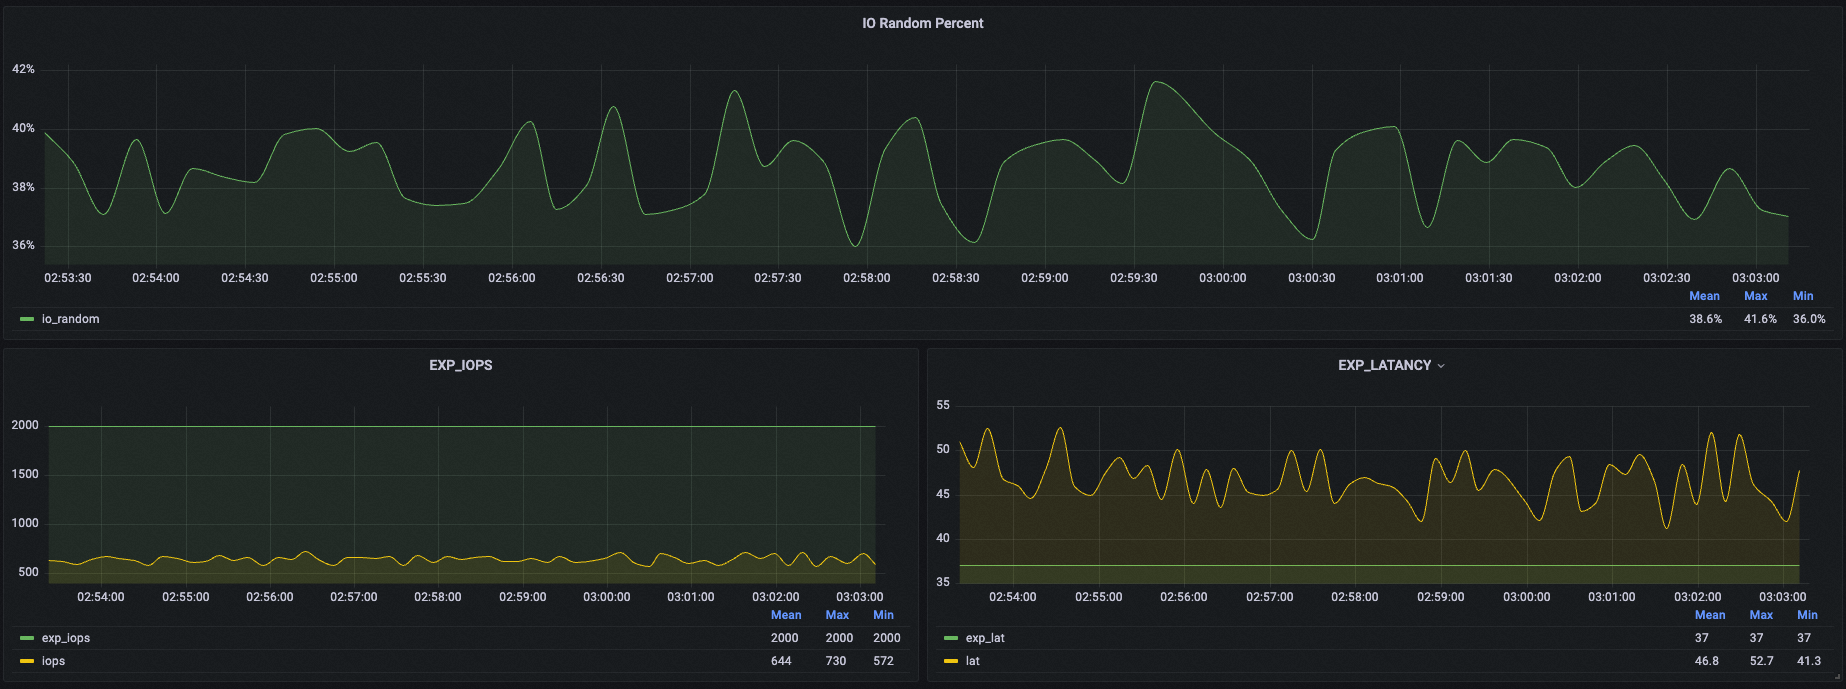 IO Random Percent
42%
40%
38%
36%
02:53:30 02:54:00 02:54:30 02:55:00 02:55:30 02:56:00 02:56:30 02:57:00 02:57:30 02:58:00 02:58:30 02:59:00 02:59:30 03:00:00 03:00:30 03:01:00 03:01:30 03:02:00 03:02:30 03:03:00
Mean Max Min
io_random 38.6% 41.6% 36.0%
EXP_IOPS
2000
1500
1000
500
02:54:00 02:55:00 02:56:00 02:57:00 02:58:00 02:59:00 03:00:00 03:01:00 03:02:00 03:03:00
Mean Max Min
exp_iops 2000 2000 2000
iops 644 730 572
EXP_LATANCY
55
50
45
40
35
02:54:00 02:55:00 02:56:00 02:57:00 02:58:00 02:59:00 03:00:00 03:01:00 03:02:00 03:03:00
Mean Max Min
exp_lat 37 37 37
lat 46.8 52.7 41.3